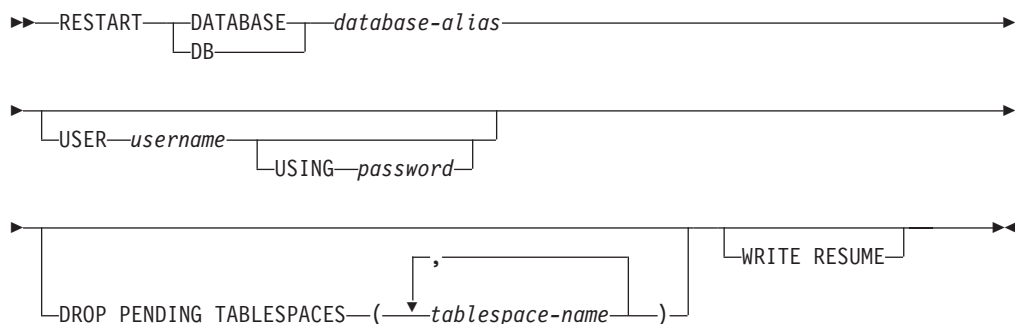 RESTART DATABASE database-alias
DB
USER username
USING password
,
WRITE RESUME
DROP PENDING TABLESPACES ( tablespace-name )